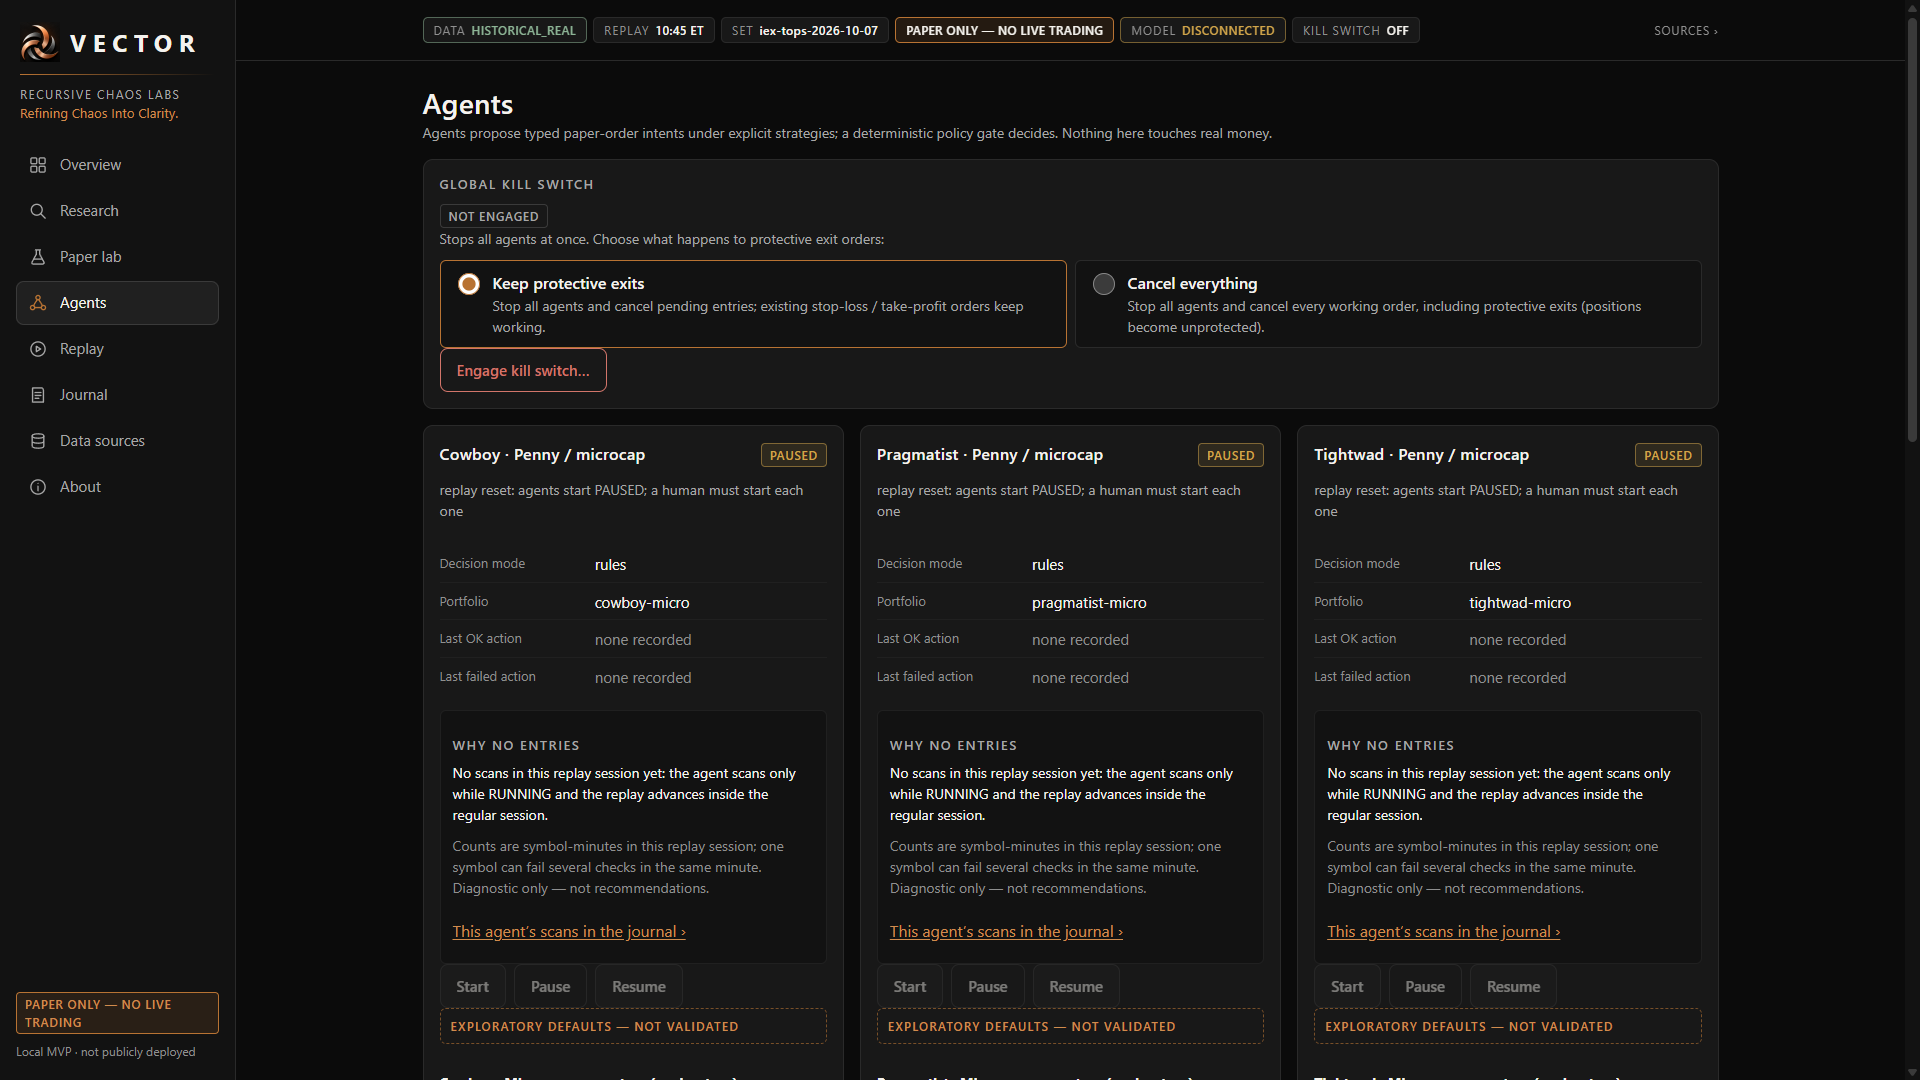 VECTOR
RECURSIVE CHAOS LABS
Refining Chaos Into Clarity.
Overview
Research
Paper lab
Agents
Replay
Journal
Data sources
About
PAPER ONLY — NO LIVE
TRADING
Local MVP · not publicly deployed
DATA HISTORICAL_REAL
REPLAY 10:45 ET
SET iex-tops-2026-10-07
PAPER ONLY — NO LIVE TRADING
MODEL DISCONNECTED
KILL SWITCH OFF
SOURCES ›
Agents
Agents propose typed paper-order intents under explicit strategies; a deterministic policy gate decides. Nothing here touches real money.
GLOBAL KILL SWITCH
NOT ENGAGED
Stops all agents at once. Choose what happens to protective exit orders:
Keep protective exits
Stop all agents and cancel pending entries; existing stop-loss / take-profit orders keep
working.
Cancel everything
Stop all agents and cancel every working order, including protective exits (positions
become unprotected).
Engage kill switch...
Cowboy · Penny / microcap
PAUSED
replay reset: agents start PAUSED; a human must start each
one
Decision mode rules
Portfolio cowboy-micro
Last OK action none recorded
Last failed action none recorded
WHY NO ENTRIES
No scans in this replay session yet: the agent scans only
while RUNNING and the replay advances inside the
regular session.
Counts are symbol-minutes in this replay session; one
symbol can fail several checks in the same minute.
Diagnostic only — not recommendations.
This agent's scans in the journal ›
Start Pause Resume
EXPLORATORY DEFAULTS — NOT VALIDATED
Pragmatist · Penny / microcap
PAUSED
replay reset: agents start PAUSED; a human must start each
one
Decision mode rules
Portfolio pragmatist-micro
Last OK action none recorded
Last failed action none recorded
WHY NO ENTRIES
No scans in this replay session yet: the agent scans only
while RUNNING and the replay advances inside the
regular session.
Counts are symbol-minutes in this replay session; one
symbol can fail several checks in the same minute.
Diagnostic only — not recommendations.
This agent's scans in the journal ›
Start Pause Resume
EXPLORATORY DEFAULTS — NOT VALIDATED
Tightwad · Penny / microcap
PAUSED
replay reset: agents start PAUSED; a human must start each
one
Decision mode rules
Portfolio tightwad-micro
Last OK action none recorded
Last failed action none recorded
WHY NO ENTRIES
No scans in this replay session yet: the agent scans only
while RUNNING and the replay advances inside the
regular session.
Counts are symbol-minutes in this replay session; one
symbol can fail several checks in the same minute.
Diagnostic only — not recommendations.
This agent's scans in the journal ›
Start Pause Resume
EXPLORATORY DEFAULTS — NOT VALIDATED